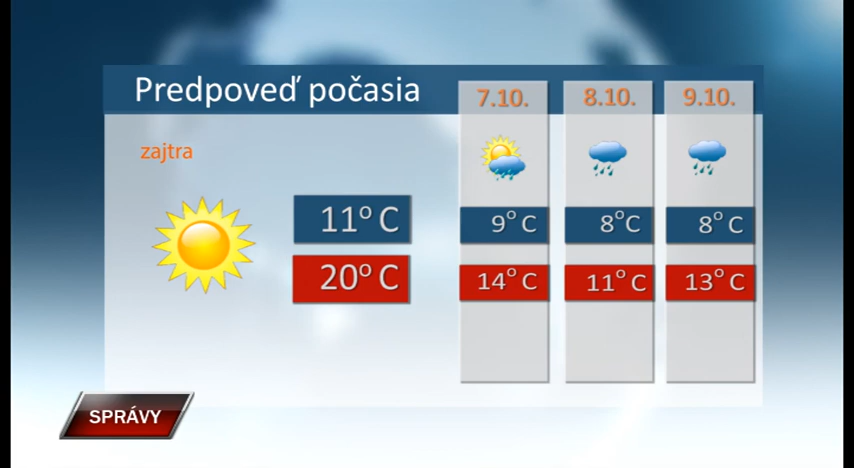 Predpoveď počasia
zajtra
11° C
20° C
7.10.
9° C
14° C
8.10.
8°C
11° C
9.10.
8° C
13° C
SPRÁVY